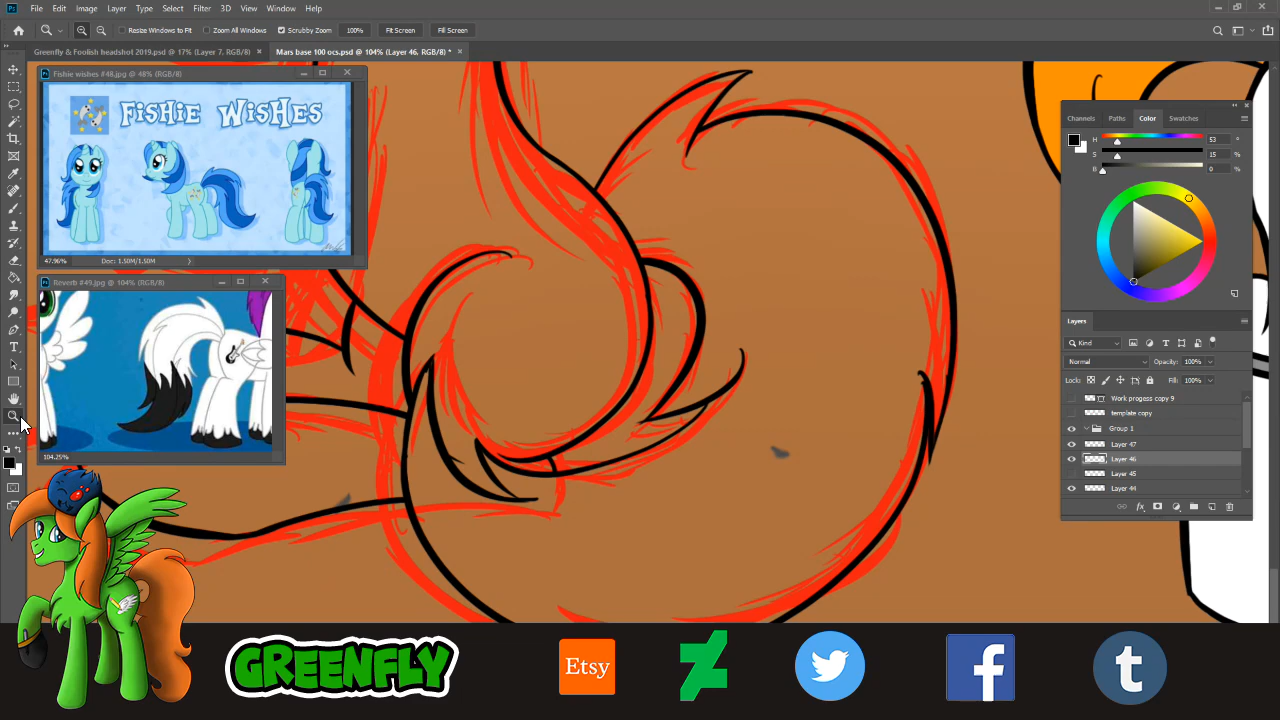 Ps File Edit Image Layer Type Select Filter 3D View Window Help
Resize Windows to Fit Zoom All Windows Scrubby Zoom 100% Fit Screen Fill Screen
Greenfly & Foolish headshot 2019.psd @ 17% (Layer 7, RGB/8) × Mars base 100 ocs.psd @ 104% (Layer 46, RGB/8) * ×
Fishie wishes #48.jpg @ 48% (RGB/8)
Fishie Wishes
47.96% Doc: 1.50M/1.50M
Reverb #49.jpg @ 104% (RGB/8)
104.25%
Channels Paths Color Swatches
H 53 °
S 15 %
B 0 %
Layers
Kind
Normal Opacity: 100%
Lock: Fill: 100%
Work progess copy 9
template copy
Group 1
Layer 47
Layer 46
Layer 45
Layer 44
GREENFLY
Etsy
f
t